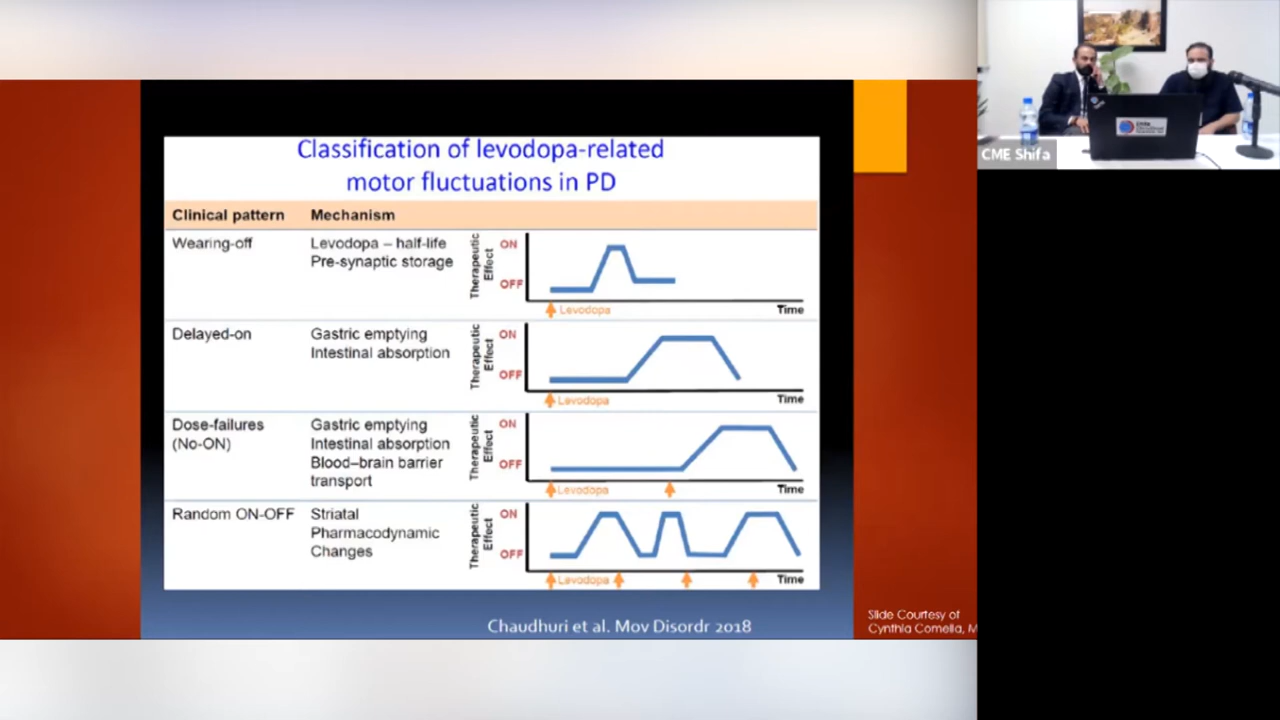 Classification of levodopa-related
motor fluctuations in PD
Clinical pattern Mechanism
Wearing-off
Levodopa – half-life
Pre-synaptic storage
Therapeutic
Effect
ON
OFF
Levodopa
Time
Delayed-on
Gastric emptying
Intestinal absorption
Therapeutic
Effect
ON
OFF
Levodopa
Time
Dose-failures
(No-ON)
Gastric emptying
Intestinal absorption
Blood–brain barrier
transport
Therapeutic
Effect
ON
OFF
Levodopa
Time
Random ON-OFF
Striatal
Pharmacodynamic
Changes
Therapeutic
Effect
ON
OFF
Levodopa
Time
Chaudhuri et al. Mov Disordr 2018
Slide Courtesy of
Cynthia Comella, M
CME Shifa